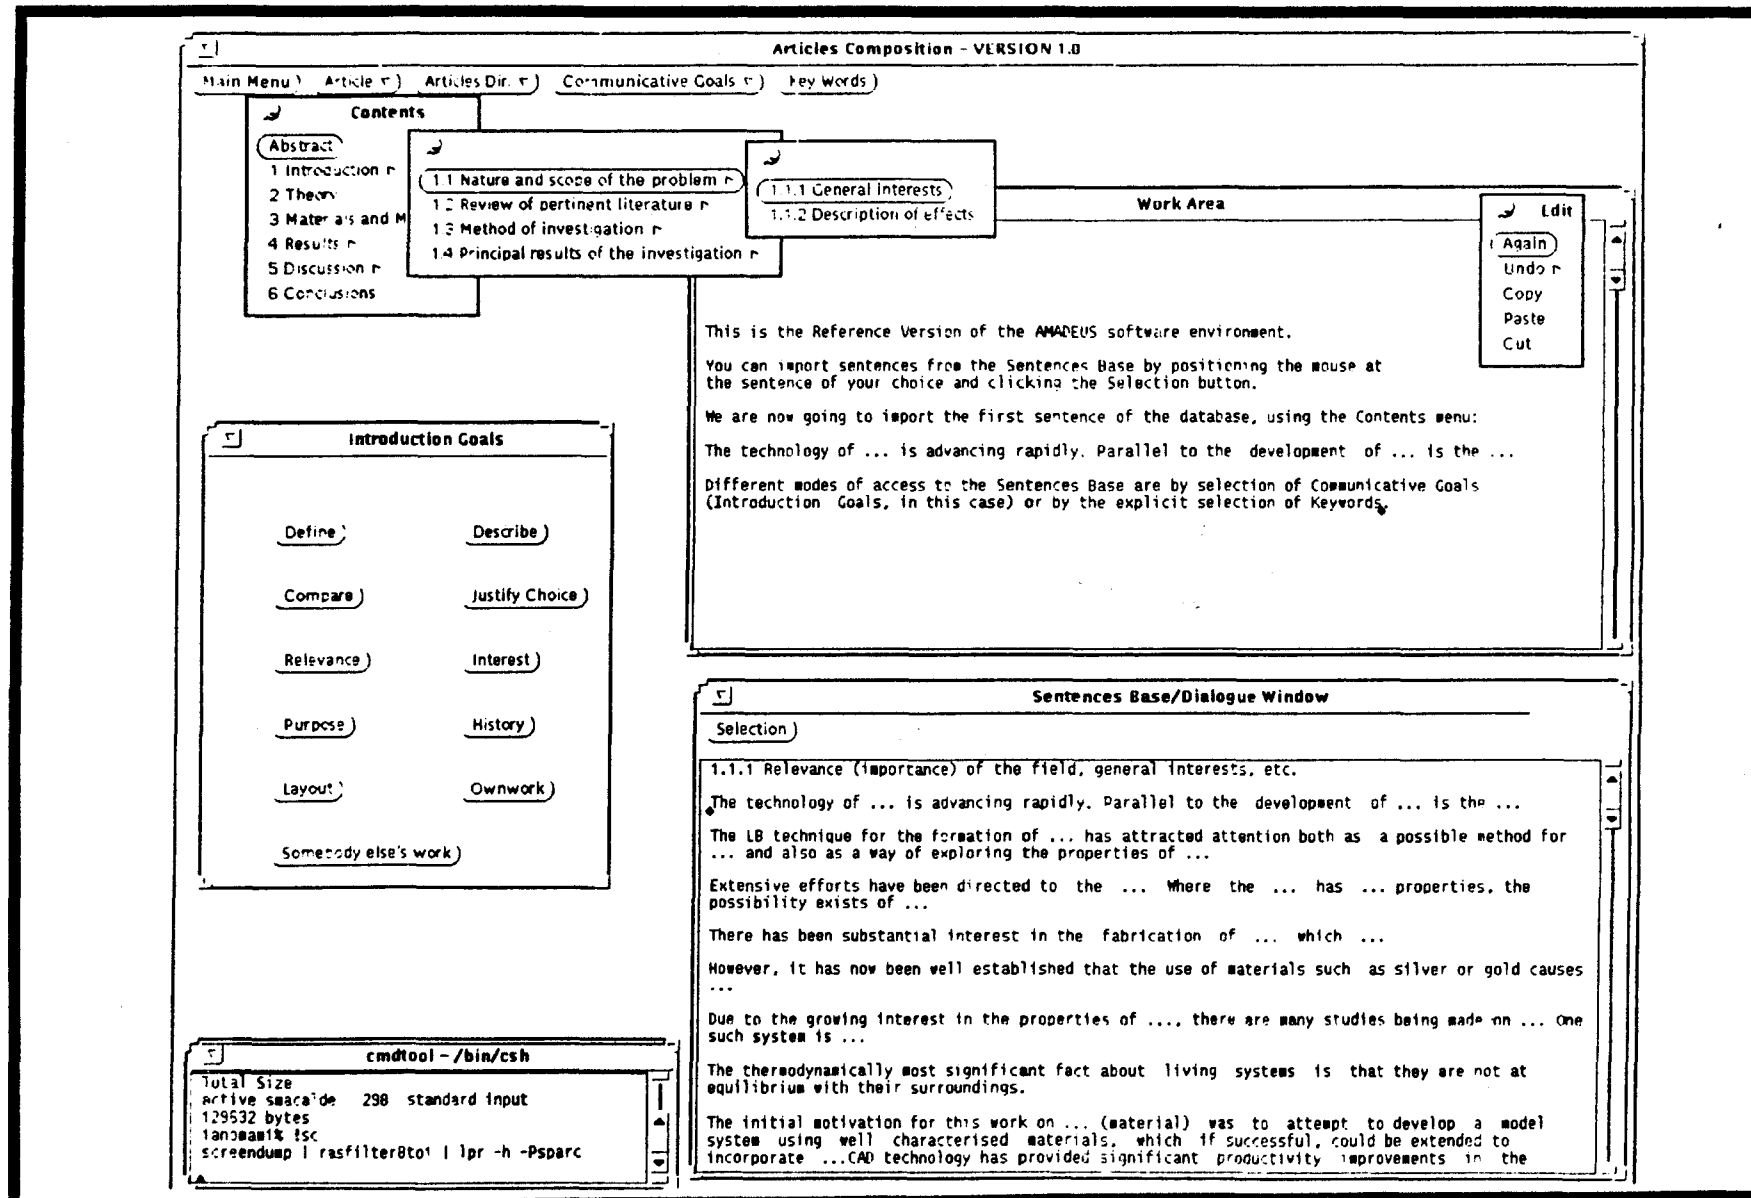 Articles Composition - VERSION 1.0
Main Menu Article Articles Dir. Communicative Goals Key Words
Contents
Abstract
1 Introduction
2 Theory
3 Materials and M
4 Results
5 Discussion
6 Conclusions
1.1 Nature and scope of the problem
1.2 Review of pertinent literature
1.3 Method of investigation
1.4 Principal results of the investigation
1.1.1 General interests
1.1.2 Description of effects
Work Area
Edit
Again
Undo
Copy
Paste
Cut
This is the Reference Version of the AMADEUS software environment.
You can import sentences from the Sentences Base by positioning the mouse at
the sentence of your choice and clicking the Selection button.
We are now going to import the first sentence of the database, using the Contents menu:
The technology of ... is advancing rapidly. Parallel to the development of ... is the ...
Different modes of access to the Sentences Base are by selection of Communicative Goals
(Introduction Goals, in this case) or by the explicit selection of Keywords.
Introduction Goals
Define Describe
Compare Justify Choice
Relevance Interest
Purpose History
Layout Ownwork
Somebody else's work
Sentences Base/Dialogue Window
Selection
1.1.1 Relevance (importance) of the field, general interests, etc.
The technology of ... is advancing rapidly. Parallel to the development of ... is the ...
The LB technique for the formation of ... has attracted attention both as a possible method for
... and also as a way of exploring the properties of ...
Extensive efforts have been directed to the ... Where the ... has ... properties, the
possibility exists of ...
There has been substantial interest in the fabrication of ... which ...
However, it has now been well established that the use of materials such as silver or gold causes
...
Due to the growing interest in the properties of ...., there are many studies being made on ... One
such system is ...
The thermodynamically most significant fact about living systems is that they are not at
equilibrium with their surroundings.
The initial motivation for this work on ... (material) was to attempt to develop a model
system using well characterised materials, which if successful, could be extended to
incorporate ...CAD technology has provided significant productivity improvements in the
cmdtool - /bin/csh
Total Size
active smacalde 298 standard input
129532 bytes
!sc
screendump | rasfilter8to1 | lpr -h -Psparc